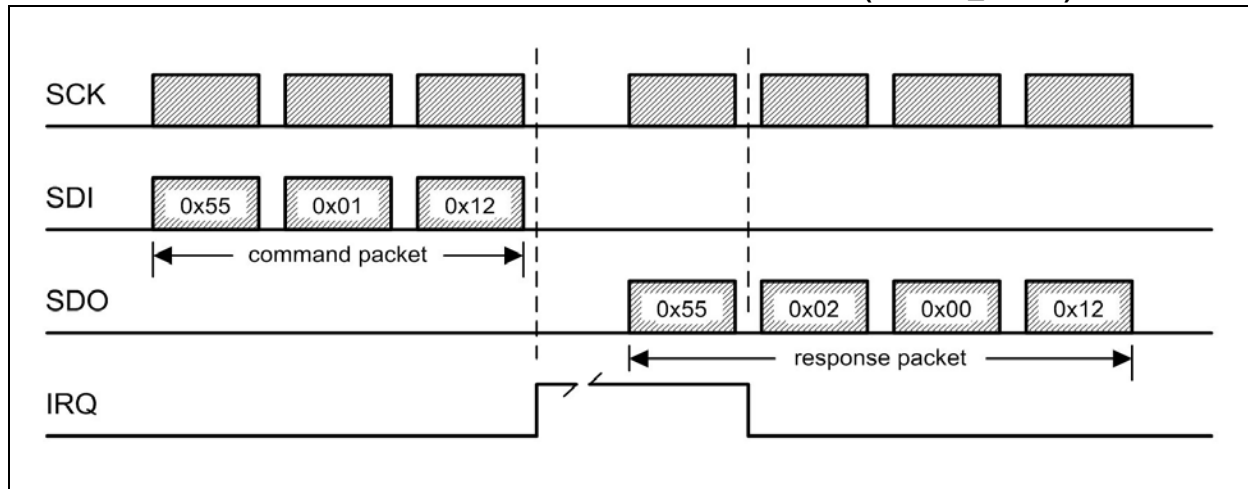 SCK
SDI
0x55 0x01 0x12
command packet
SDO
0x55 0x02 0x00 0x12
response packet
IRQ